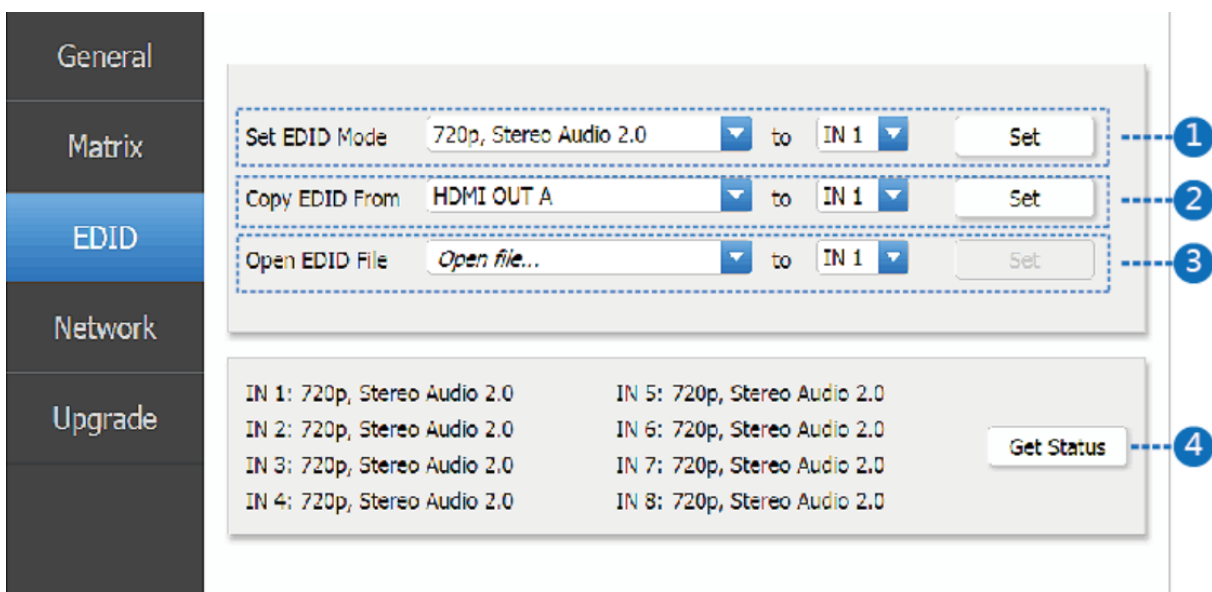 General
Matrix
EDID
Network
Upgrade
Set EDID Mode 720p, Stereo Audio 2.0 to IN 1 Set 1
Copy EDID From HDMI OUT A to IN 1 Set 2
Open EDID File Open file... to IN 1 Set 3
IN 1: 720p, Stereo Audio 2.0 IN 5: 720p, Stereo Audio 2.0
IN 2: 720p, Stereo Audio 2.0 IN 6: 720p, Stereo Audio 2.0
IN 3: 720p, Stereo Audio 2.0 IN 7: 720p, Stereo Audio 2.0
IN 4: 720p, Stereo Audio 2.0 IN 8: 720p, Stereo Audio 2.0
Get Status 4